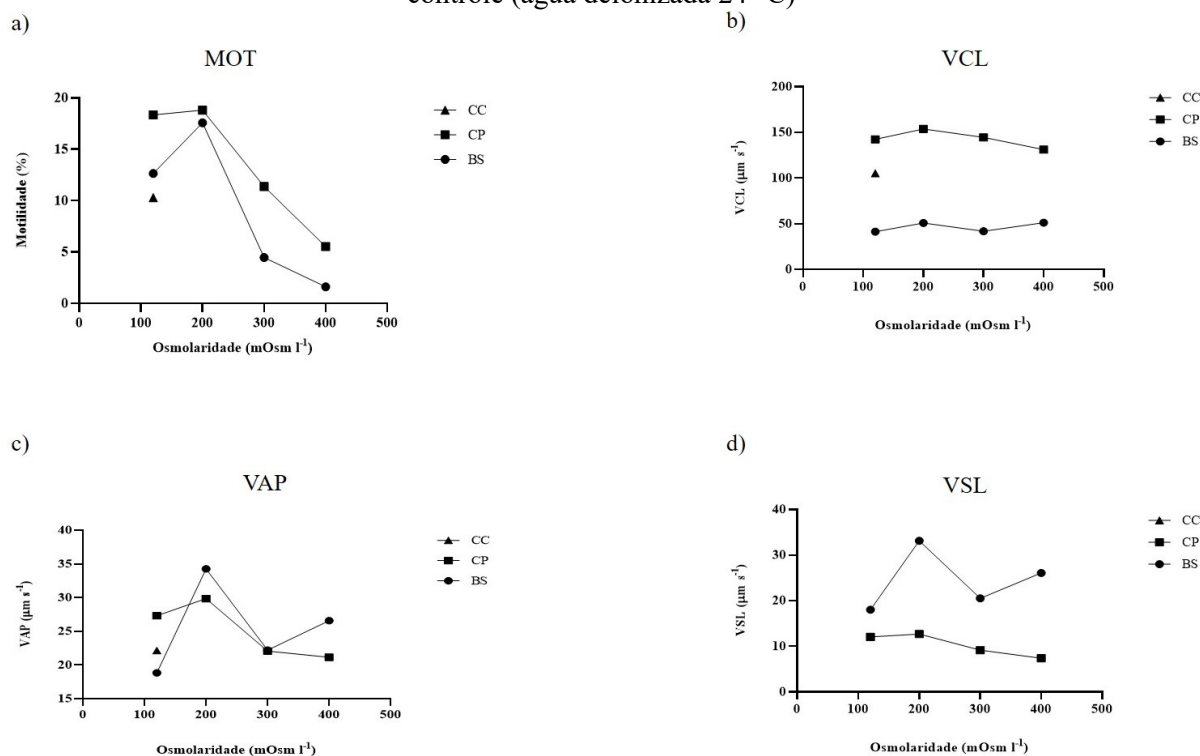 controle (água deionizada 24 °C)
a)
MOT
20
15
10
5
0
Motilidade (%)
0 100 200 300 400 500
Osmolaridade (mOsm l⁻¹)
CC
CP
BS
b)
VCL
200
150
100
50
0
VCL (µm s⁻¹)
0 100 200 300 400 500
Osmolaridade (mOsm l⁻¹)
CC
CP
BS
c)
VAP
40
35
30
25
20
15
VAP (µm s⁻¹)
0 100 200 300 400 500
Osmolaridade (mOsm l⁻¹)
CC
CP
BS
d)
VSL
40
30
20
10
0
VSL (µm s⁻¹)
0 100 200 300 400 500
Osmolaridade (mOsm l⁻¹)
CC
CP
BS